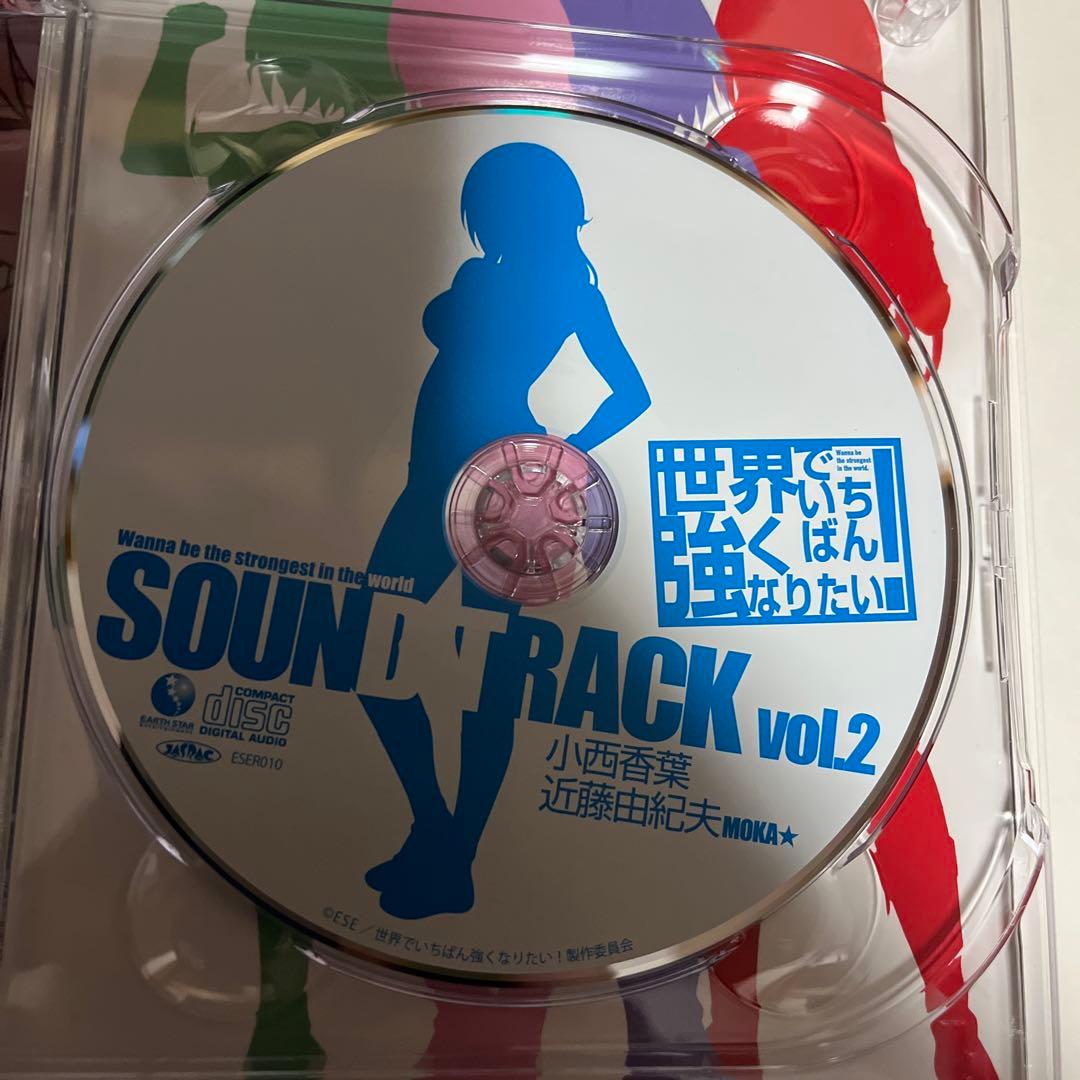 世界でいちばん
強くなりたい!
Wanna be
the strongest
in the world.
Wanna be the strongest in the world
SOUNDTRACK vol.2
EARTH STAR
ENTERTAINMENT
COMPACT
disc
DIGITAL AUDIO
JASRAC
ESER010
小西香葉
近藤由紀夫 MOKA★
©ESE/世界でいちばん強くなりたい!製作委員会